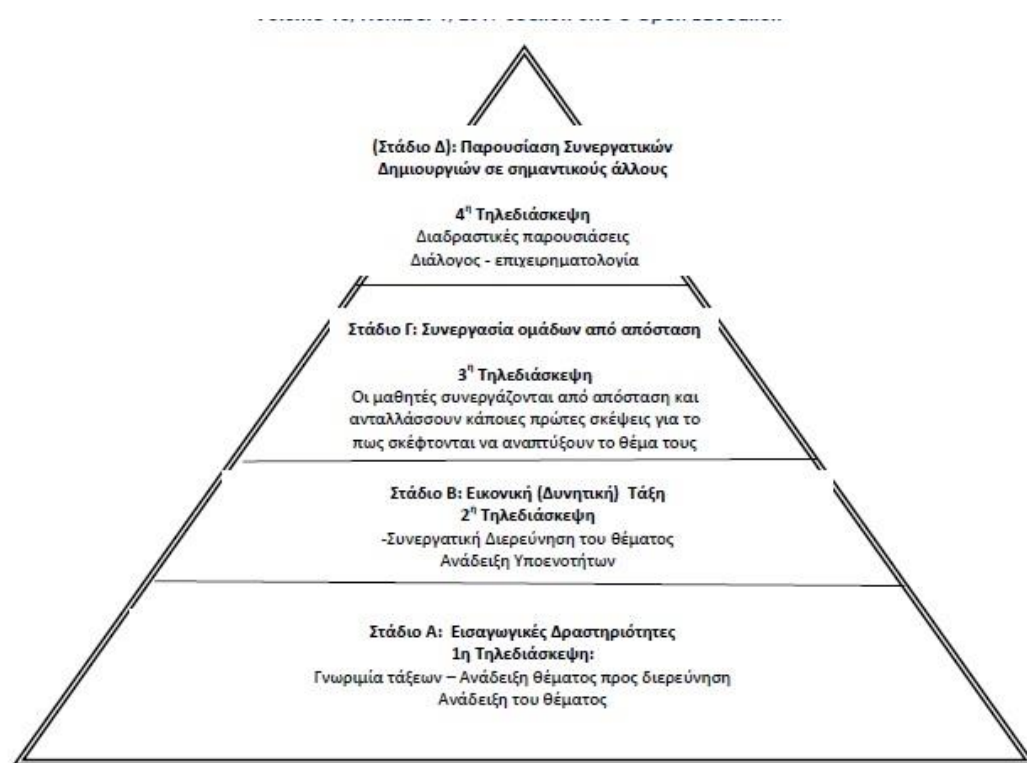 (Στάδιο Δ): Παρουσίαση Συνεργατικών
Δημιουργιών σε σημαντικούς άλλους
4η Τηλεδιάσκεψη
Διαδραστικές παρουσιάσεις
Διάλογος - επιχειρηματολογία
Στάδιο Γ: Συνεργασία ομάδων από απόσταση
3η Τηλεδιάσκεψη
Οι μαθητές συνεργάζονται από απόσταση και
ανταλλάσσουν κάποιες πρώτες σκέψεις για το
πως σκέφτονται να αναπτύξουν το θέμα τους
Στάδιο Β: Εικονική (Δυνητική) Τάξη
2η Τηλεδιάσκεψη
-Συνεργατική Διερεύνηση του θέματος
Ανάδειξη Υποενοτήτων
Στάδιο Α: Εισαγωγικές Δραστηριότητες
1η Τηλεδιάσκεψη:
Γνωριμία τάξεων – Ανάδειξη θέματος προς διερεύνηση
Ανάδειξη του θέματος